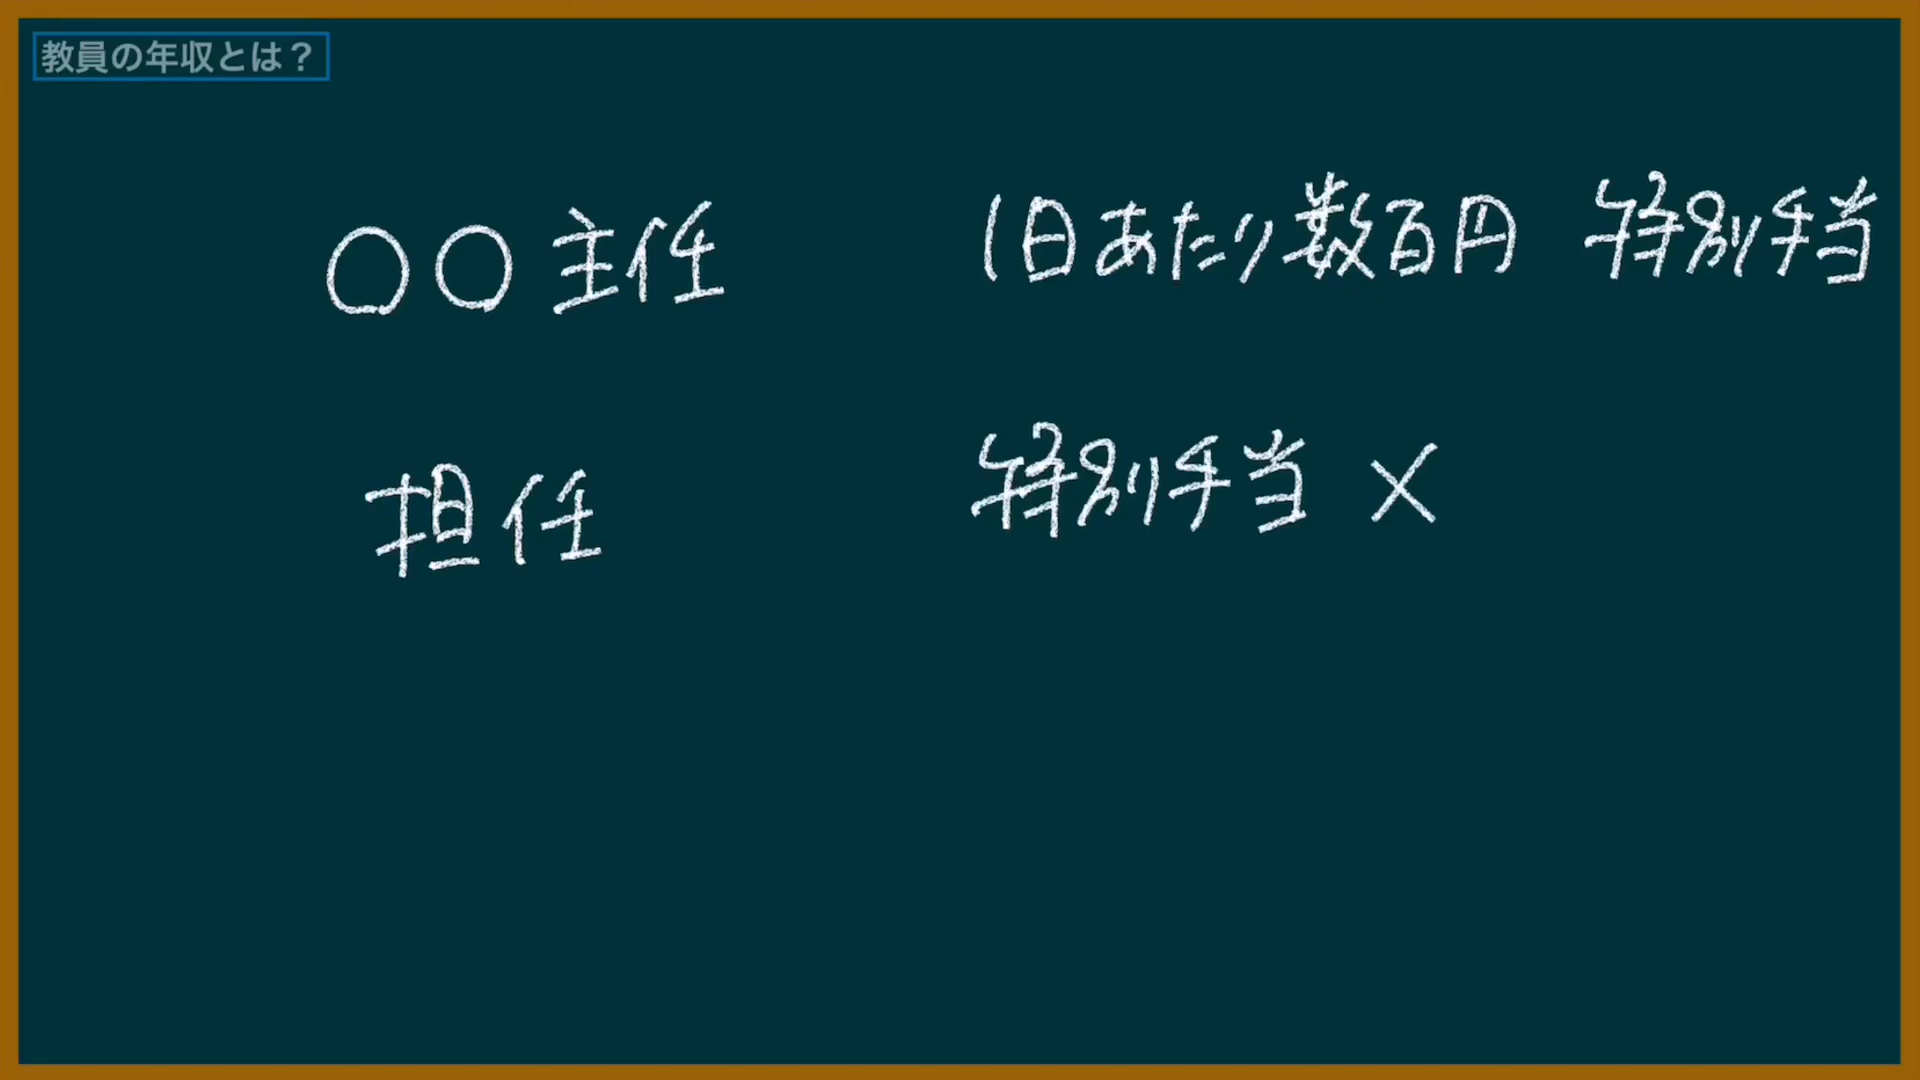 教員の年収とは？
〇〇主任 1日あたり数百円 特別手当
担任 特別手当 ×